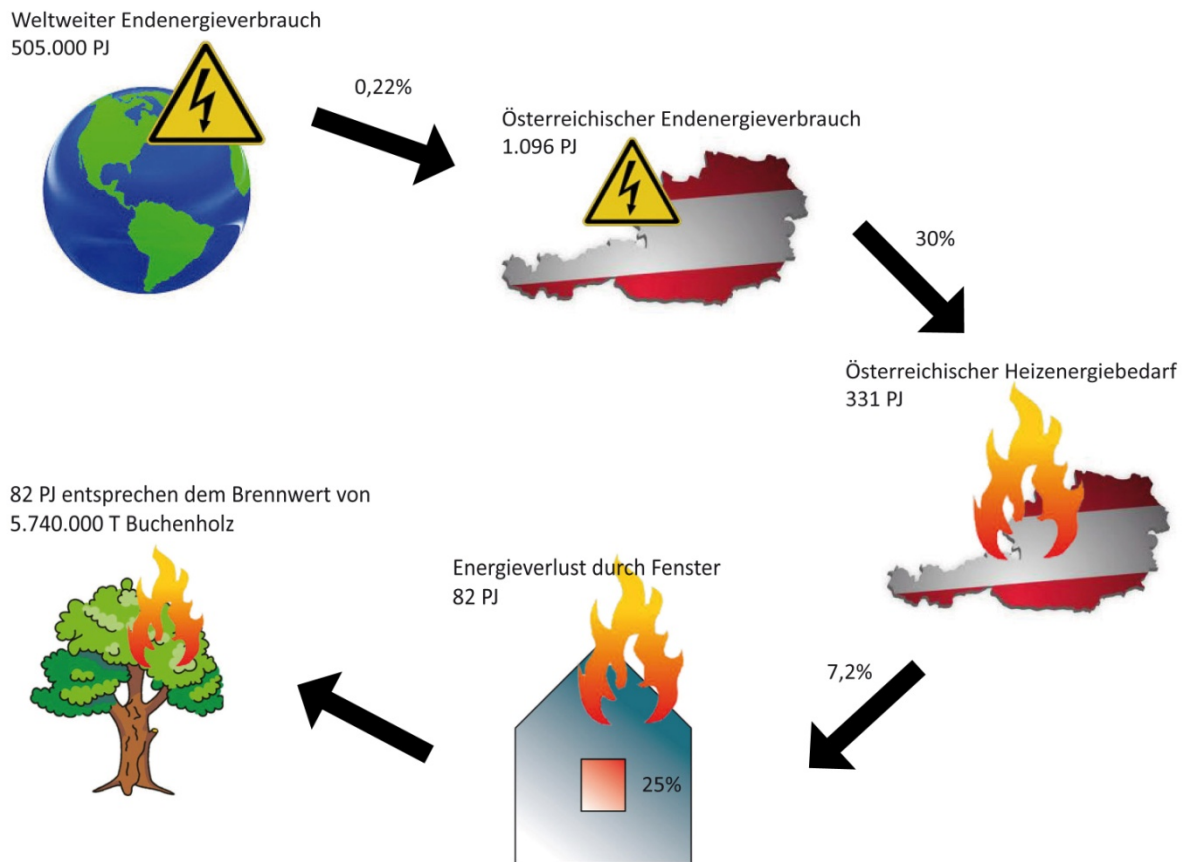 Weltweiter Endenergieverbrauch
505.000 PJ
0,22%
Österreichischer Endenergieverbrauch
1.096 PJ
30%
Österreichischer Heizenergiebedarf
331 PJ
7,2%
Energieverlust durch Fenster
82 PJ
25%
82 PJ entsprechen dem Brennwert von
5.740.000 T Buchenholz